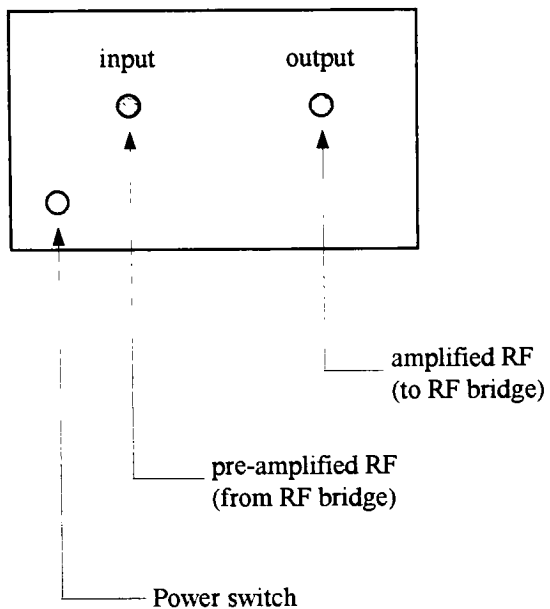 input
output
amplified RF
(to RF bridge)
pre-amplified RF
(from RF bridge)
Power switch